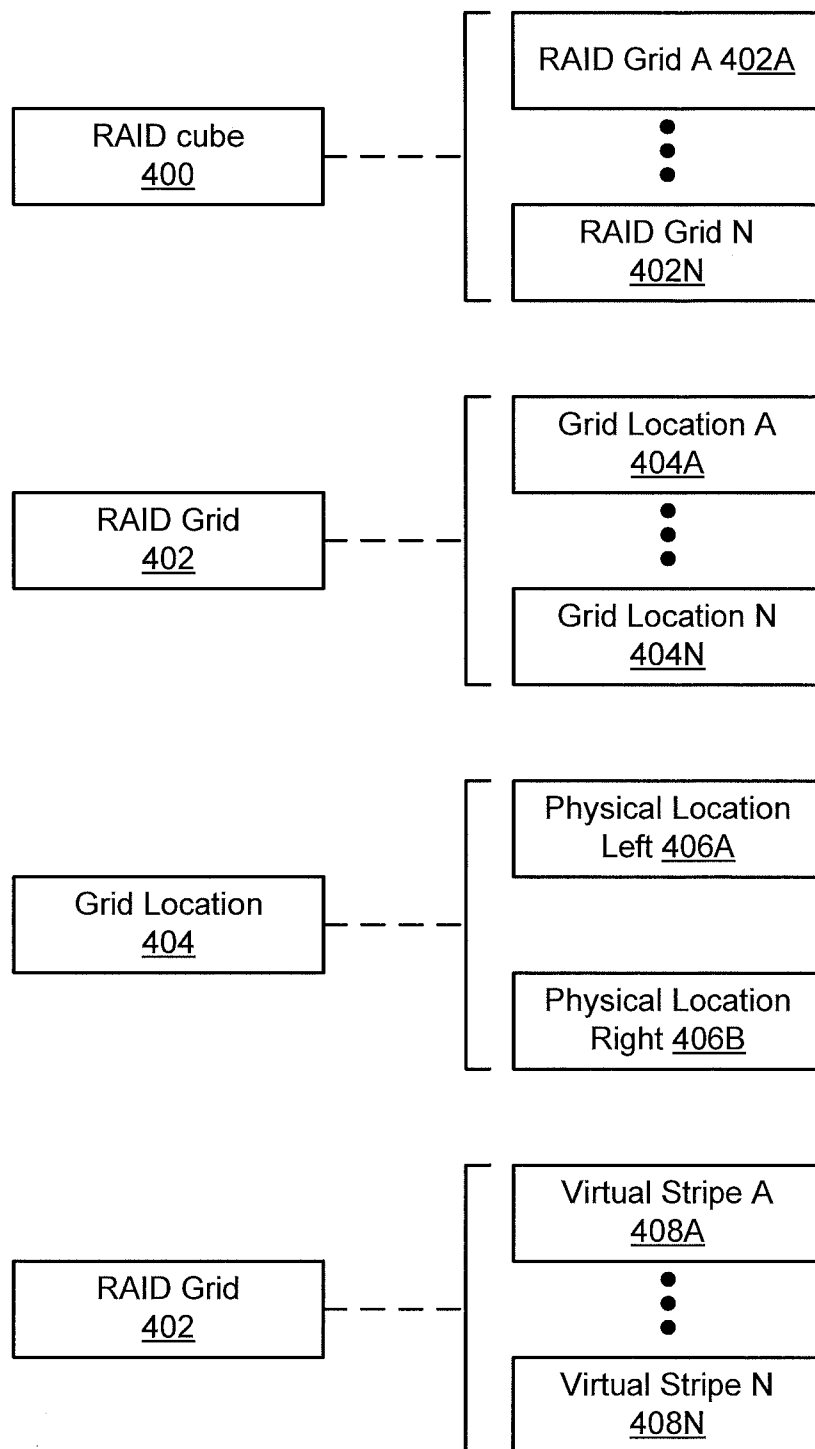 RAID Grid A 402A
RAID cube
400
RAID Grid N
402N
Grid Location A
404A
RAID Grid
402
Grid Location N
404N
Physical Location
Left 406A
Grid Location
404
Physical Location
Right 406B
Virtual Stripe A
408A
RAID Grid
402
Virtual Stripe N
408N